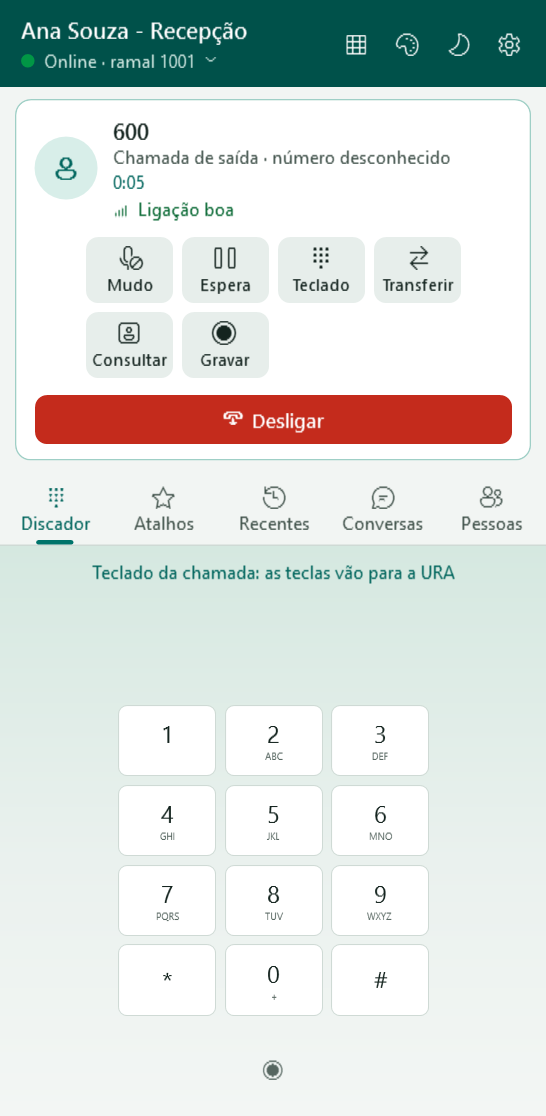 Ana Souza - Recepção
Online · ramal 1001
600
Chamada de saída · número desconhecido
0:05
Ligação boa
Mudo
Espera
Teclado
Transferir
Consultar
Gravar
Desligar
Discador
Atalhos
Recentes
Conversas
Pessoas
Teclado da chamada: as teclas vão para a URA
1
2
3
ABC
DEF
4
5
6
GHI
JKL
MNO
7
8
9
PQRS
TUV
WXYZ
*
0
#
+